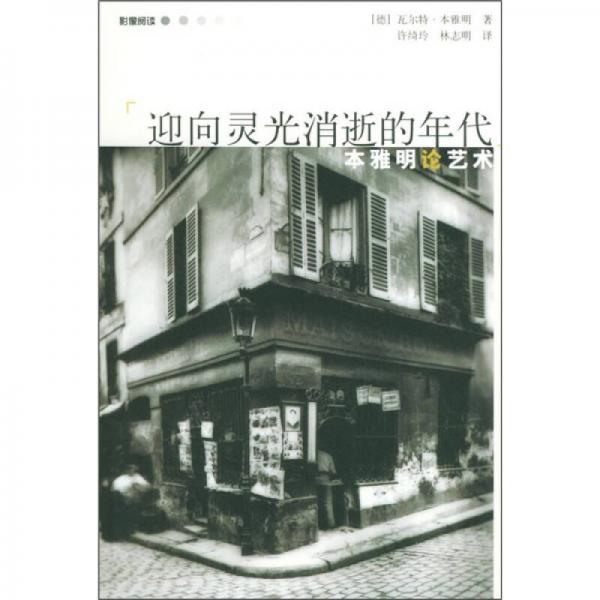 影像阅读
［德］瓦尔特·本雅明 著
许绮玲 林志明 译
迎向灵光消逝的年代
本雅明论艺术